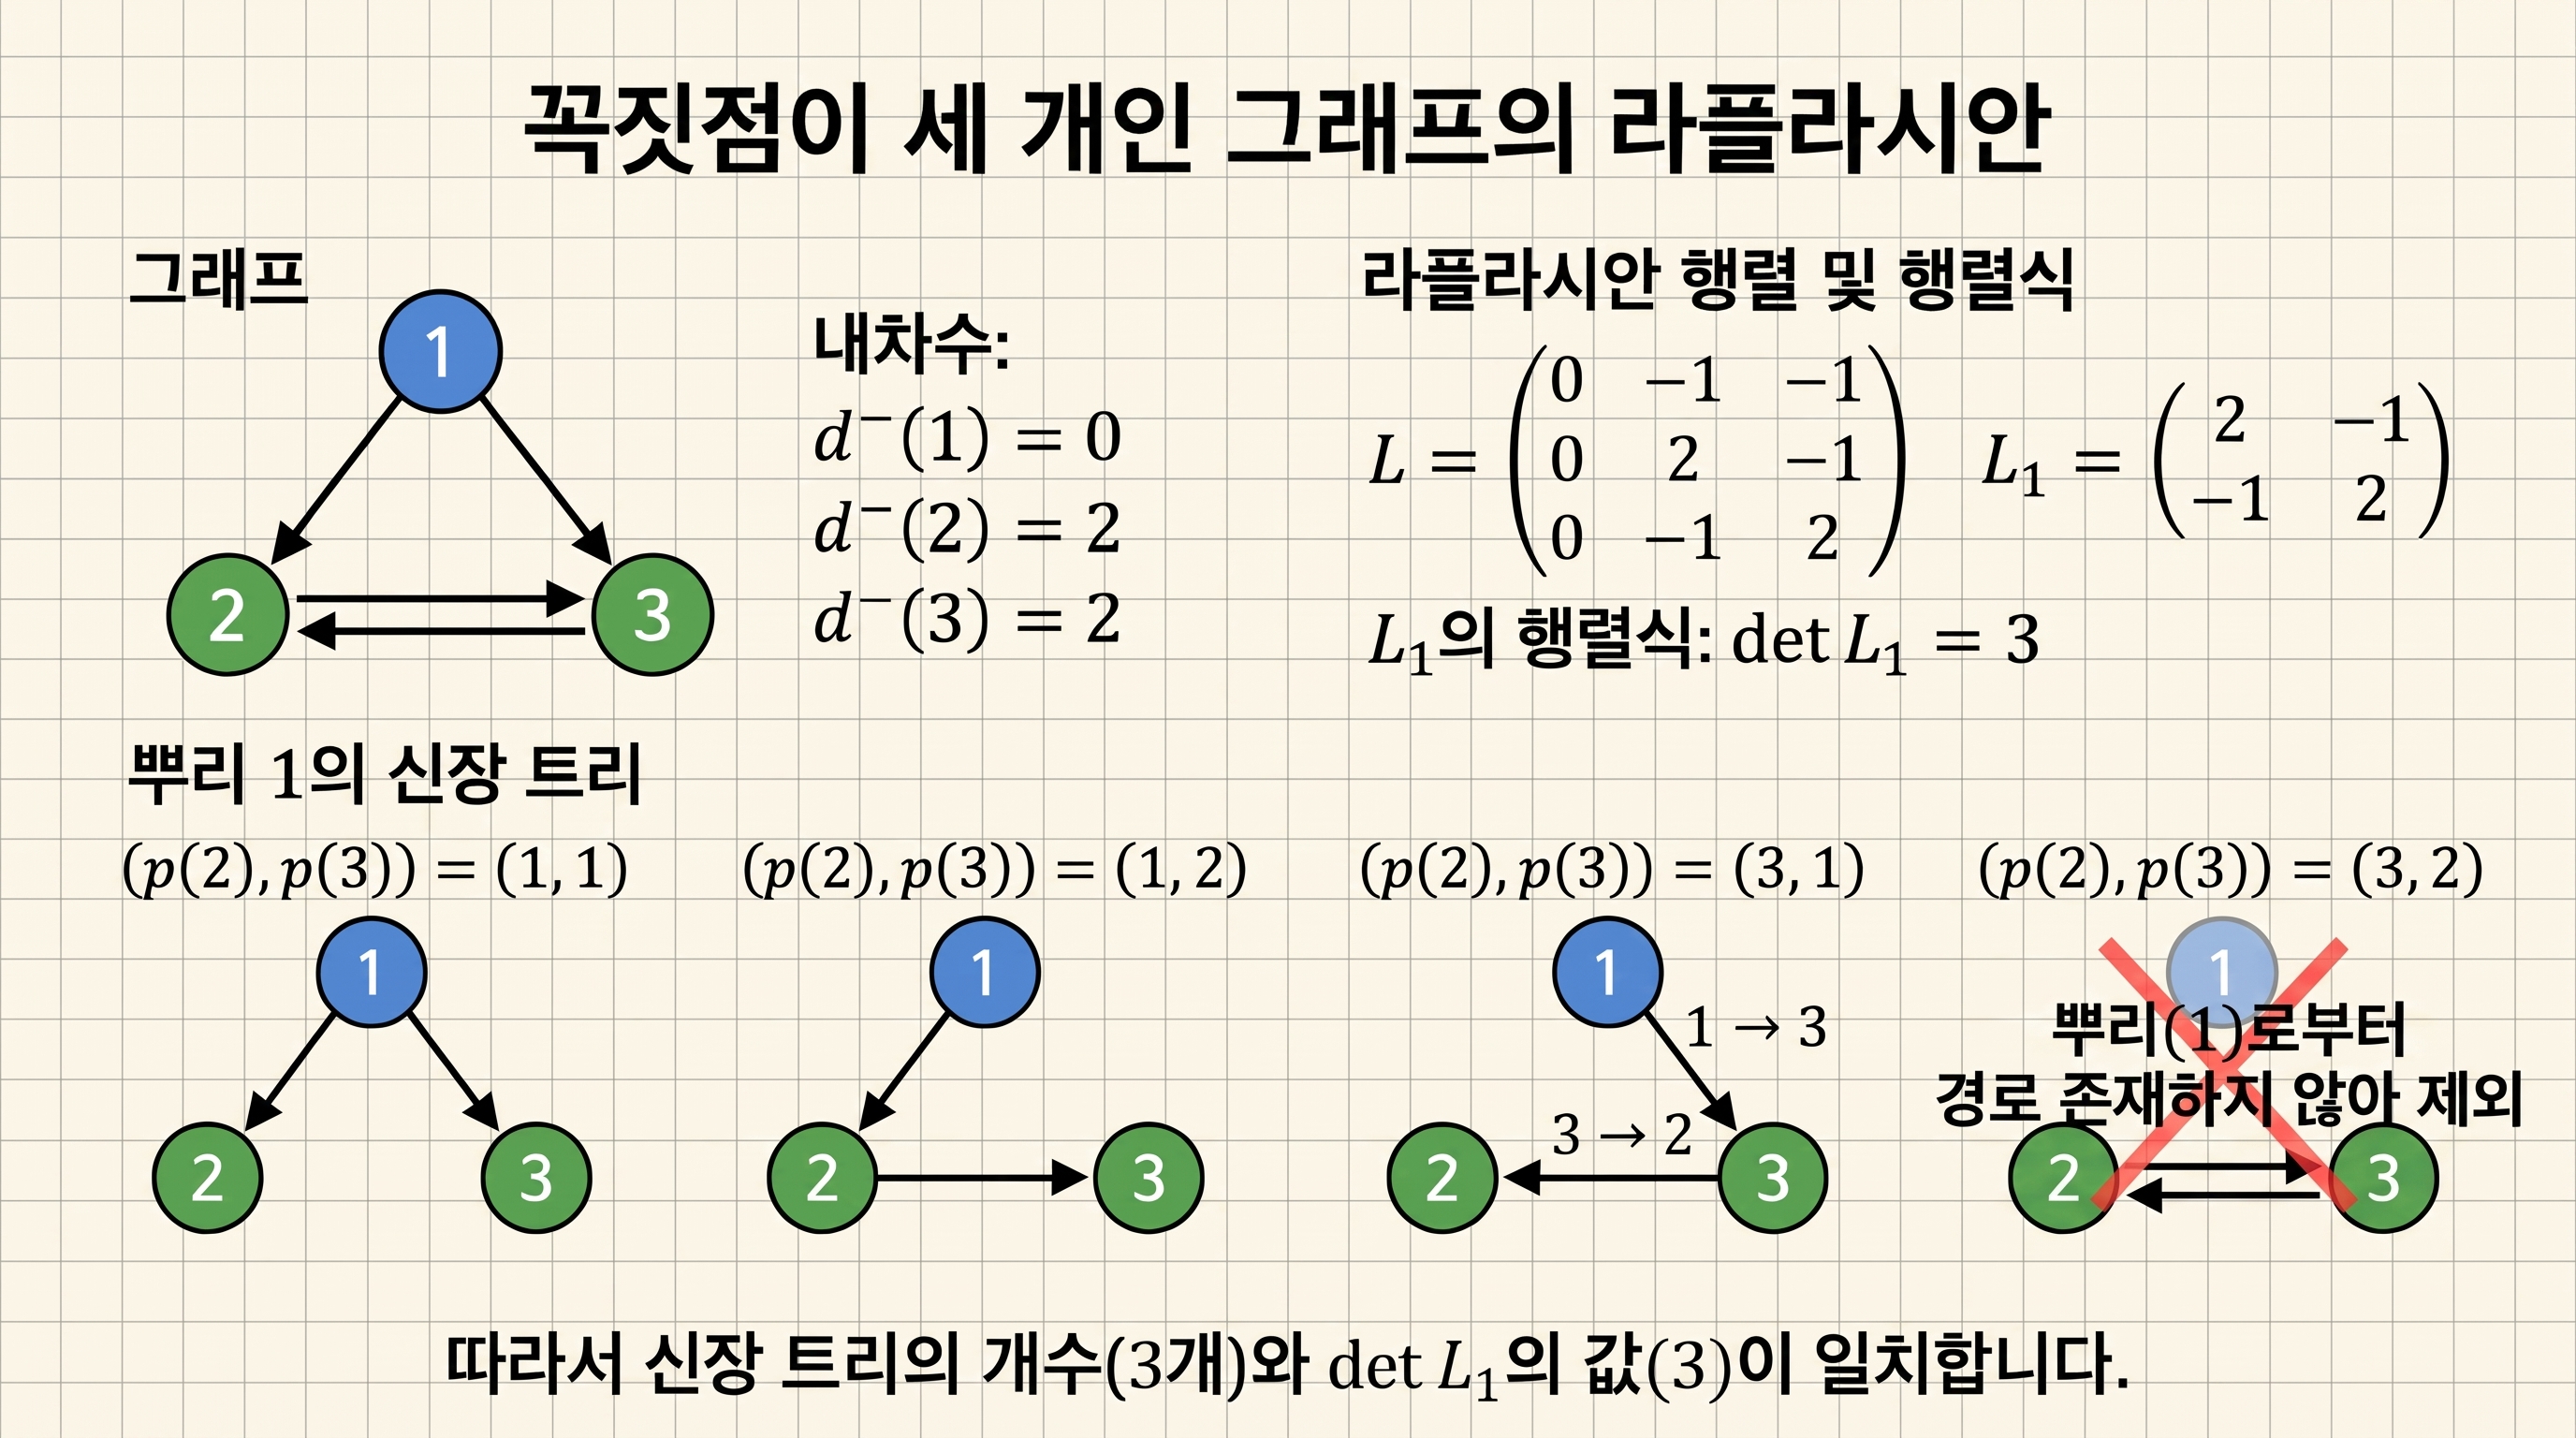 꼭짓점이 세 개인 그래프의 라플라시안
그래프
1
2
3
내차수:
d⁻(1) = 0
d⁻(2) = 2
d⁻(3) = 2
라플라시안 행렬 및 행렬식
L = (0 −1 −1
0 2 −1
0 −1 2)
L₁ = (2 −1
−1 2)
L₁의 행렬식: det L₁ = 3
뿌리 1의 신장 트리
(p(2), p(3)) = (1, 1)
1
2
3
(p(2), p(3)) = (1, 2)
1
2
3
(p(2), p(3)) = (3, 1)
1
1 → 3
3 → 2
2
3
(p(2), p(3)) = (3, 2)
1
뿌리(1)로부터
경로 존재하지 않아 제외
2
3
따라서 신장 트리의 개수(3개)와 det L₁의 값(3)이 일치합니다.